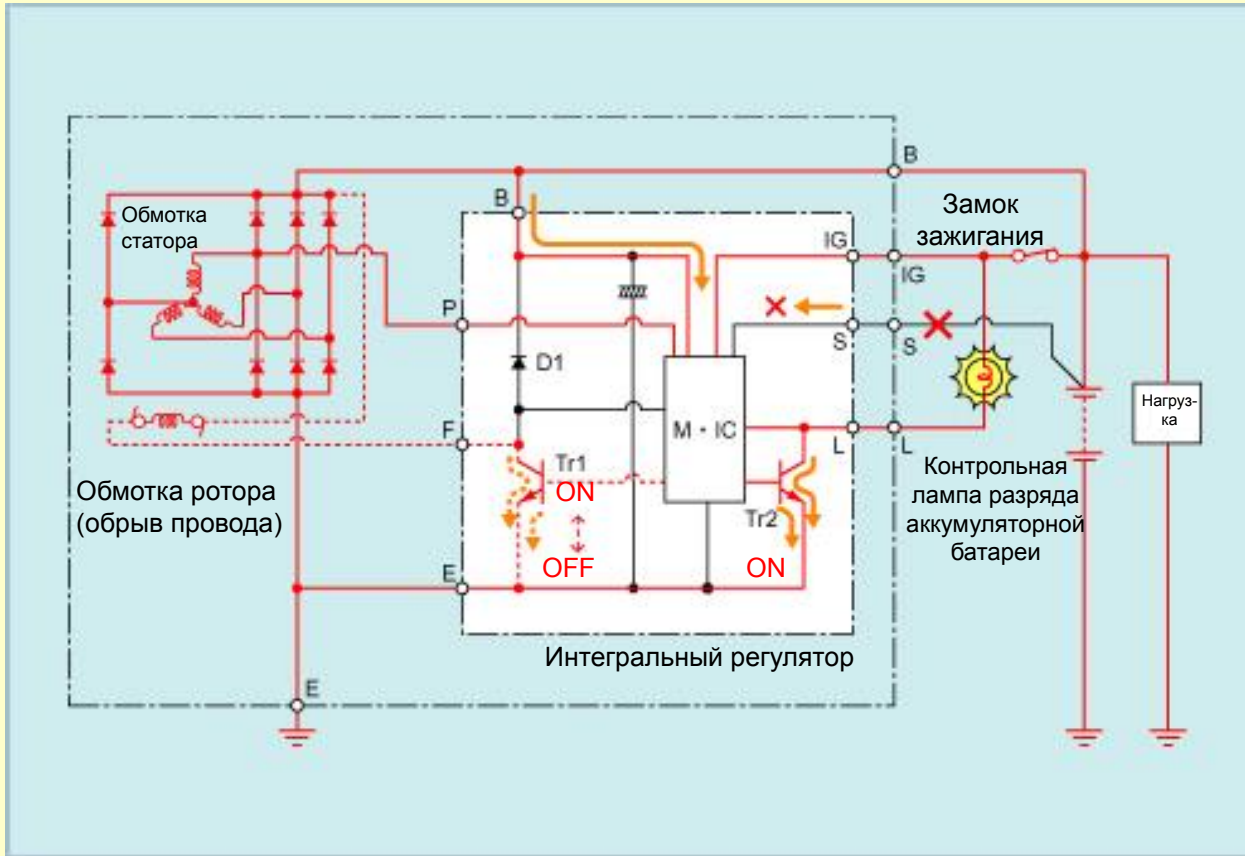 B
Замок
зажигания
Обмотка
статора
B
IG
IG
P
S
S
D1
Нагруз-
ка
M · IC
F
L
L
Tr1
ON
Контрольная
лампа разряда
аккумуляторной
батареи
Обмотка ротора
(обрыв провода)
Tr2
OFF
ON
E
Интегральный регулятор
E